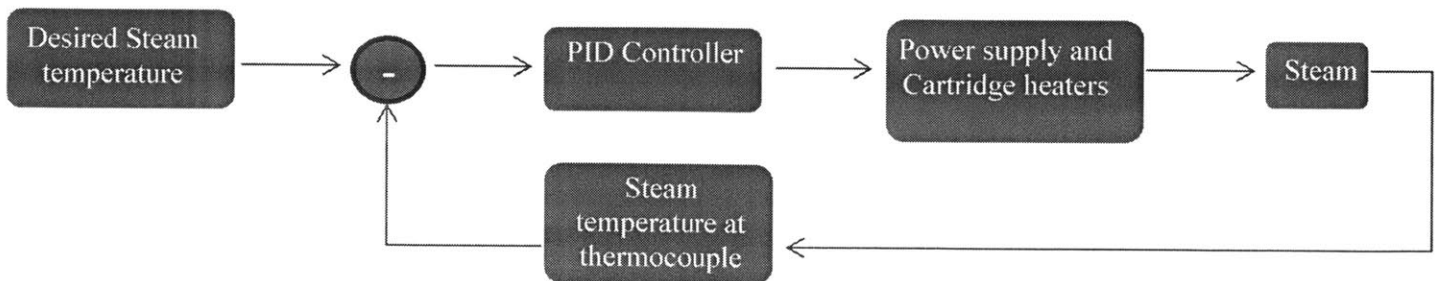 Desired Steam
temperature
-
PID Controller
Power supply and
Cartridge heaters
Steam
Steam
temperature at
thermocouple